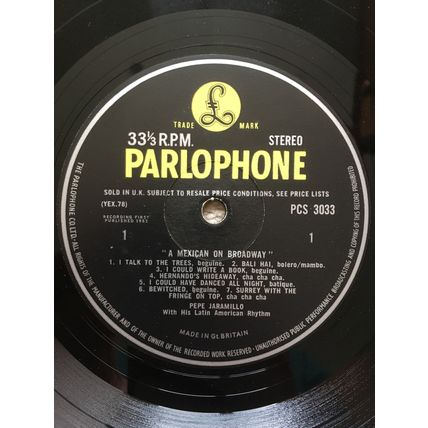 £
TRADE MARK
33⅓ R.P.M. STEREO
PARLOPHONE
SOLD IN U.K. SUBJECT TO RESALE PRICE CONDITIONS, SEE PRICE LISTS
(YEX.78) PCS 3033
RECORDING FIRST
PUBLISHED 1962
1 1
"A MEXICAN ON BROADWAY"
1. I TALK TO THE TREES, beguine. 2. BALI HAI, bolero/mambo.
3. I COULD WRITE A BOOK, beguine.
4. HERNANDO'S HIDEAWAY, cha cha cha.
5. I COULD HAVE DANCED ALL NIGHT, batique.
6. BEWITCHED, beguine. 7. SURREY WITH THE
FRINGE ON TOP, cha cha cha.
PEPE JARAMILLO
With His Latin American Rhythm
MADE IN Gt. BRITAIN
THE PARLOPHONE CO LTD. ALL RIGHTS OF THE MANUFACTURER AND OF THE OWNER OF THE RECORDED WORK RESERVED · UNAUTHORISED PUBLIC PERFORMANCE BROADCASTING AND COPYING OF THIS RECORD PROHIBITED